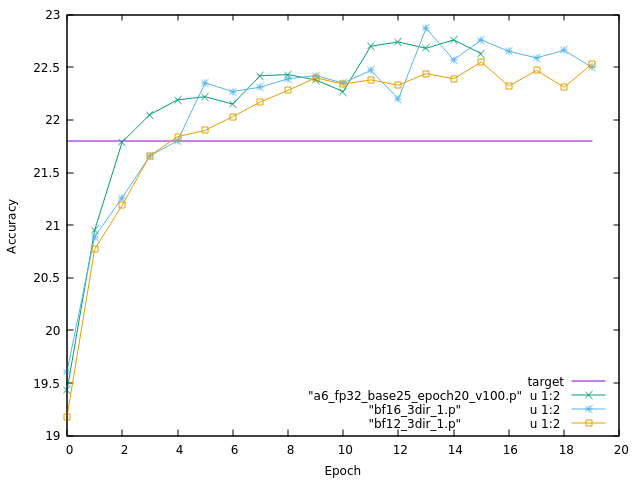 23
22.5
22
21.5
21
20.5
20
19.5
19
Accuracy
target
"a6_fp32_base25_epoch20_v100.p" u 1:2
"bf16_3dir_1.p" u 1:2
"bf12_3dir_1.p" u 1:2
0 2 4 6 8 10 12 14 16 18 20
Epoch